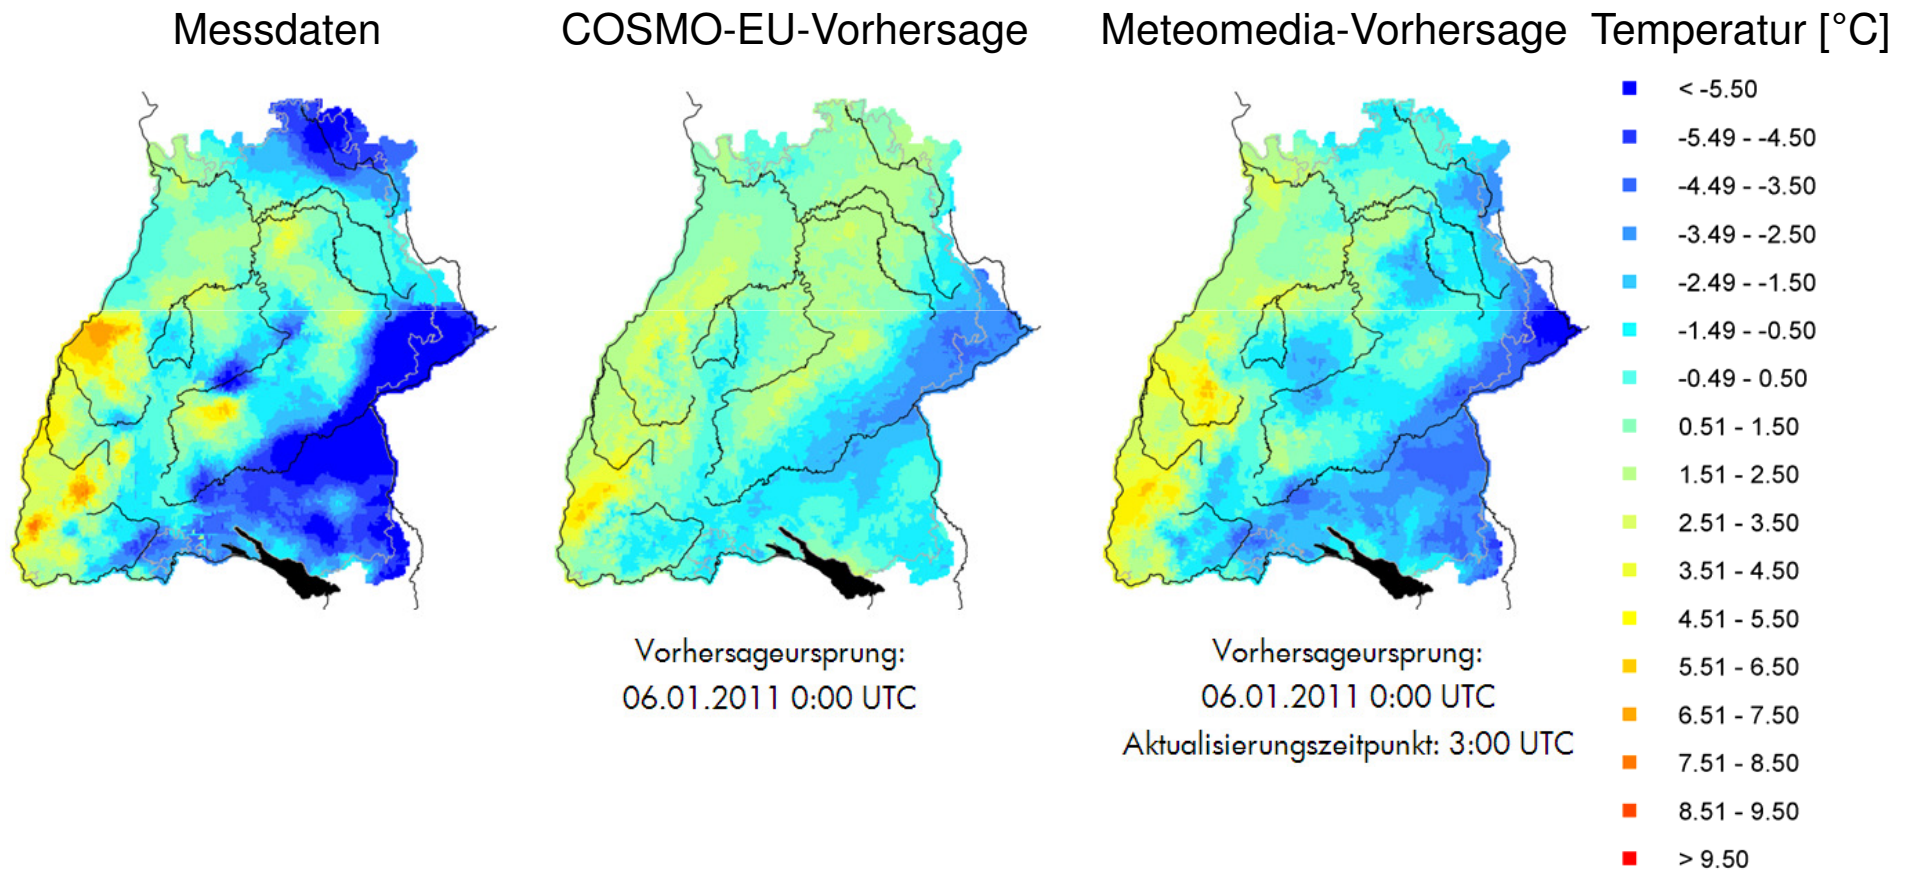 Messdaten
COSMO-EU-Vorhersage
Meteomedia-Vorhersage
Temperatur [°C]
< -5.50
-5.49 - -4.50
-4.49 - -3.50
-3.49 - -2.50
-2.49 - -1.50
-1.49 - -0.50
-0.49 - 0.50
0.51 - 1.50
1.51 - 2.50
2.51 - 3.50
3.51 - 4.50
4.51 - 5.50
5.51 - 6.50
6.51 - 7.50
7.51 - 8.50
8.51 - 9.50
> 9.50
Vorhersageursprung:
06.01.2011 0:00 UTC
Vorhersageursprung:
06.01.2011 0:00 UTC
Aktualisierungszeitpunkt: 3:00 UTC